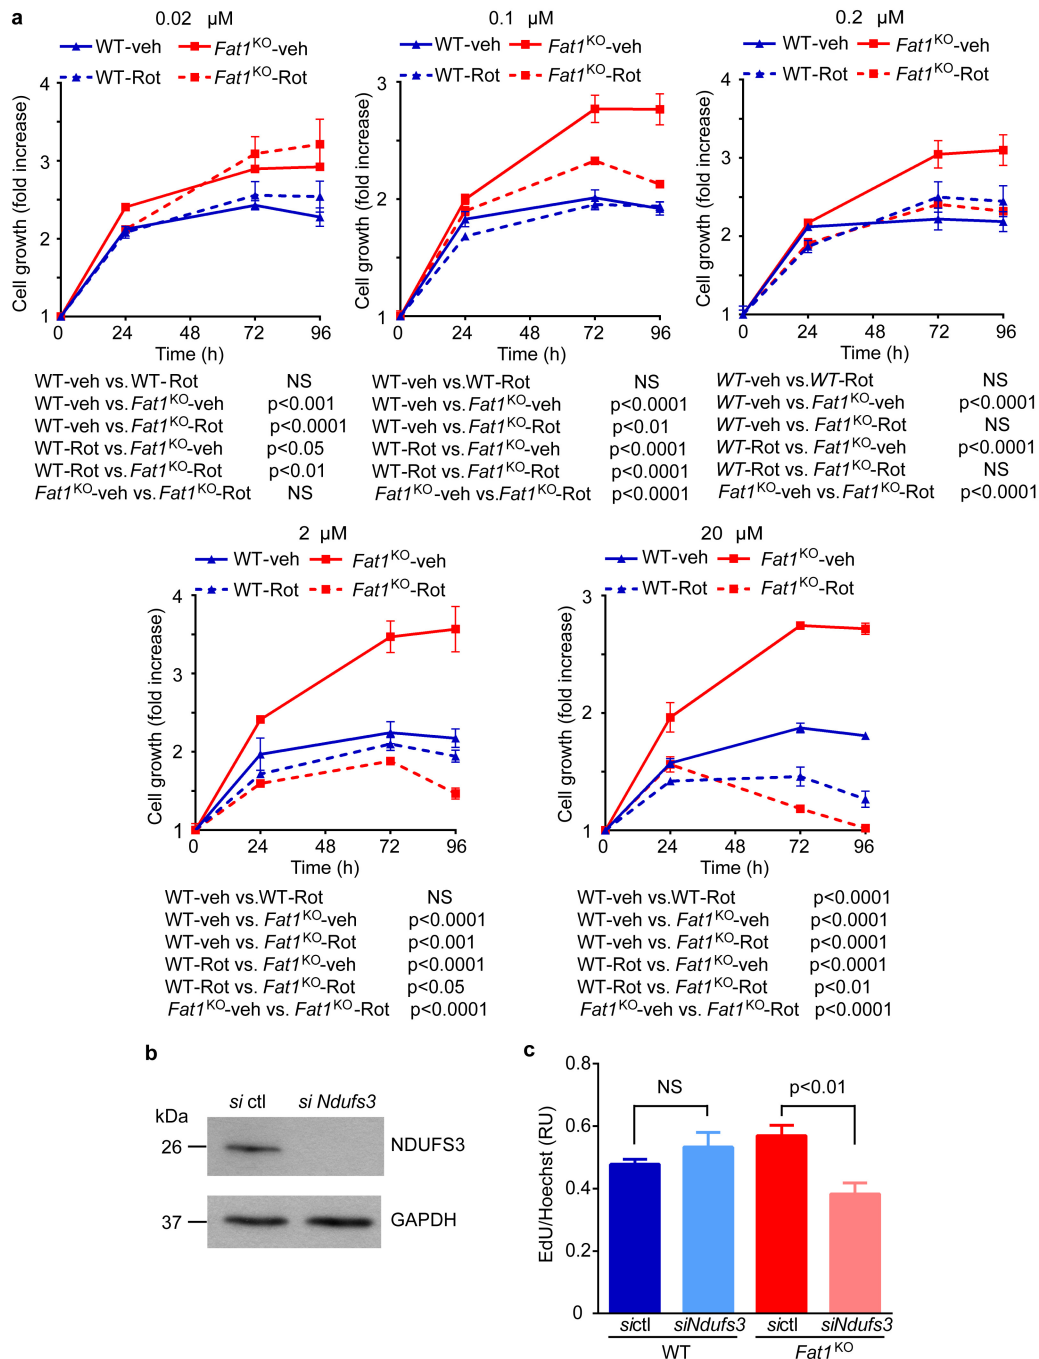 a
0.02 µM
WT-veh Fat1KO-veh
WT-Rot Fat1KO-Rot
Cell growth (fold increase)
4
3
2
1
0 24 48 72 96
Time (h)
WT-veh vs.WT-Rot NS
WT-veh vs.Fat1KO-veh p<0.001
WT-veh vs.Fat1KO-Rot p<0.0001
WT-Rot vs.Fat1KO-veh p<0.05
WT-Rot vs.Fat1KO-Rot p<0.01
Fat1KO-veh vs.Fat1KO-Rot NS
0.1 µM
WT-veh Fat1KO-veh
WT-Rot Fat1KO-Rot
Cell growth (fold increase)
3
2
1
0 24 48 72 96
Time (h)
WT-veh vs.WT-Rot NS
WT-veh vs.Fat1KO-veh p<0.0001
WT-veh vs.Fat1KO-Rot p<0.01
WT-Rot vs.Fat1KO-veh p<0.0001
WT-Rot vs.Fat1KO-Rot p<0.0001
Fat1KO-veh vs.Fat1KO-Rot p<0.0001
0.2 µM
WT-veh Fat1KO-veh
WT-Rot Fat1KO-Rot
Cell growth (fold increase)
4
3
2
1
0 24 48 72 96
Time (h)
WT-veh vs.WT-Rot NS
WT-veh vs.Fat1KO-veh p<0.0001
WT-veh vs.Fat1KO-Rot NS
WT-Rot vs.Fat1KO-veh p<0.0001
WT-Rot vs.Fat1KO-Rot NS
Fat1KO-veh vs.Fat1KO-Rot p<0.0001
2 µM
WT-veh Fat1KO-veh
WT-Rot Fat1KO-Rot
Cell growth (fold increase)
4
3
2
1
0 24 48 72 96
Time (h)
WT-veh vs.WT-Rot NS
WT-veh vs. Fat1KO-veh p<0.0001
WT-veh vs. Fat1KO-Rot p<0.001
WT-Rot vs. Fat1KO-veh p<0.0001
WT-Rot vs. Fat1KO-Rot p<0.05
Fat1KO-veh vs. Fat1KO-Rot p<0.0001
20 µM
WT-veh Fat1KO-veh
WT-Rot Fat1KO-Rot
Cell growth (fold increase)
3
2
1
0 24 48 72 96
Time (h)
WT-veh vs.WT-Rot p<0.0001
WT-veh vs. Fat1KO-veh p<0.0001
WT-veh vs. Fat1KO-Rot p<0.0001
WT-Rot vs. Fat1KO-veh p<0.0001
WT-Rot vs. Fat1KO-Rot p<0.01
Fat1KO-veh vs. Fat1KO-Rot p<0.0001
b
si ctl si Ndufs3
kDa
26 NDUFS3
37 GAPDH
c
EdU/Hoechst (RU)
0.8
0.6
0.4
0.2
0
NS p<0.01
sictl siNdufs3 sictl siNdufs3
WT Fat1KO